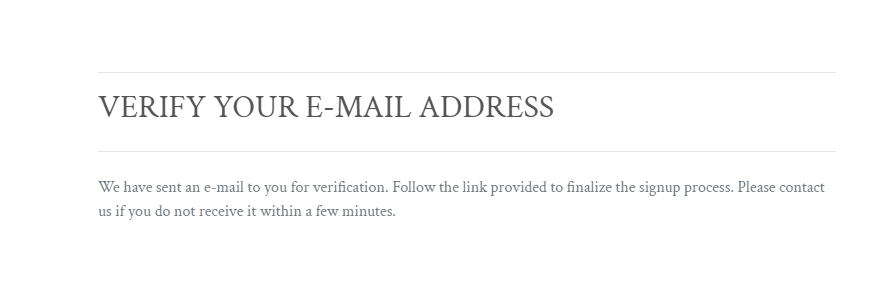 VERIFY YOUR E-MAIL ADDRESS
We have sent an e-mail to you for verification. Follow the link provided to finalize the signup process. Please contact
us if you do not receive it within a few minutes.